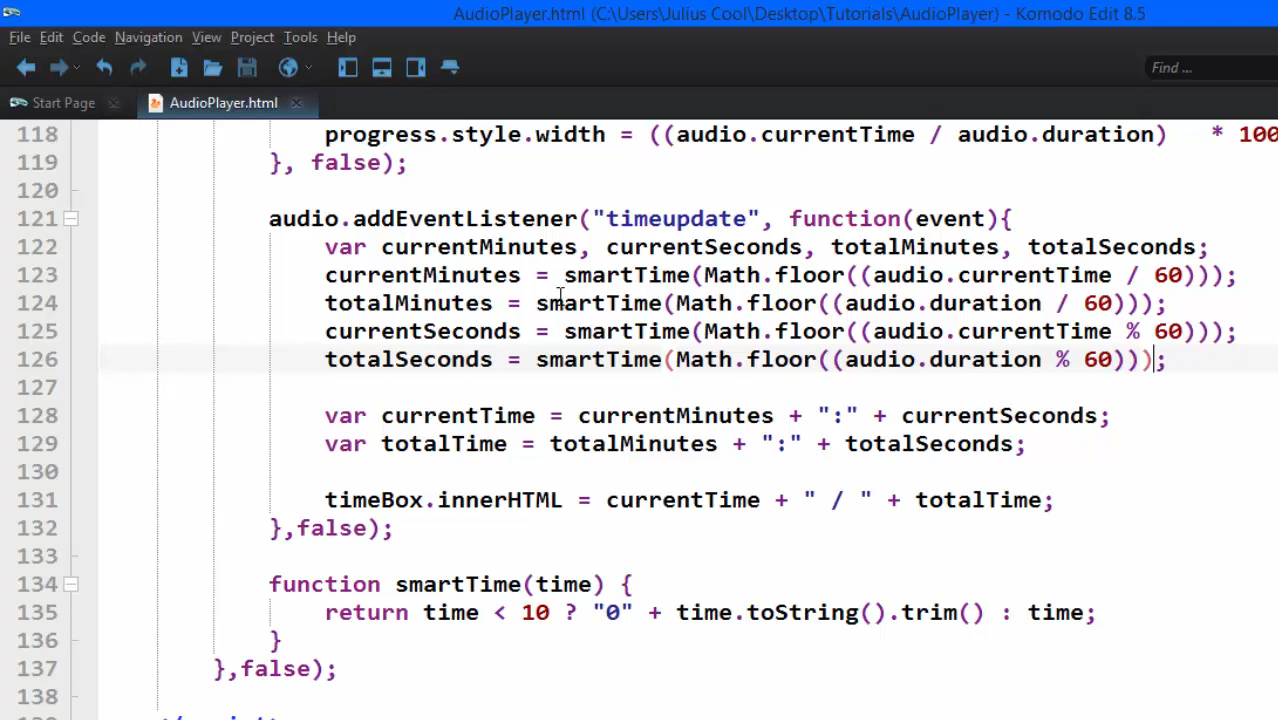 AudioPlayer.html (C:\Users\Julius Cool\Desktop\Tutorials\AudioPlayer) - Komodo Edit 8.5
File Edit Code Navigation View Project Tools Help
Find ...
Start Page AudioPlayer.html
118 progress.style.width = ((audio.currentTime / audio.duration) * 100
119 }, false);
120
121 audio.addEventListener("timeupdate", function(event){
122 var currentMinutes, currentSeconds, totalMinutes, totalSeconds;
123 currentMinutes = smartTime(Math.floor((audio.currentTime / 60)));
124 totalMinutes = smartTime(Math.floor((audio.duration / 60)));
125 currentSeconds = smartTime(Math.floor((audio.currentTime % 60)));
126 totalSeconds = smartTime(Math.floor((audio.duration % 60)));
127
128 var currentTime = currentMinutes + ":" + currentSeconds;
129 var totalTime = totalMinutes + ":" + totalSeconds;
130
131 timeBox.innerHTML = currentTime + " / " + totalTime;
132 },false);
133
134 function smartTime(time) {
135 return time < 10 ? "0" + time.toString().trim() : time;
136 }
137 },false);
138